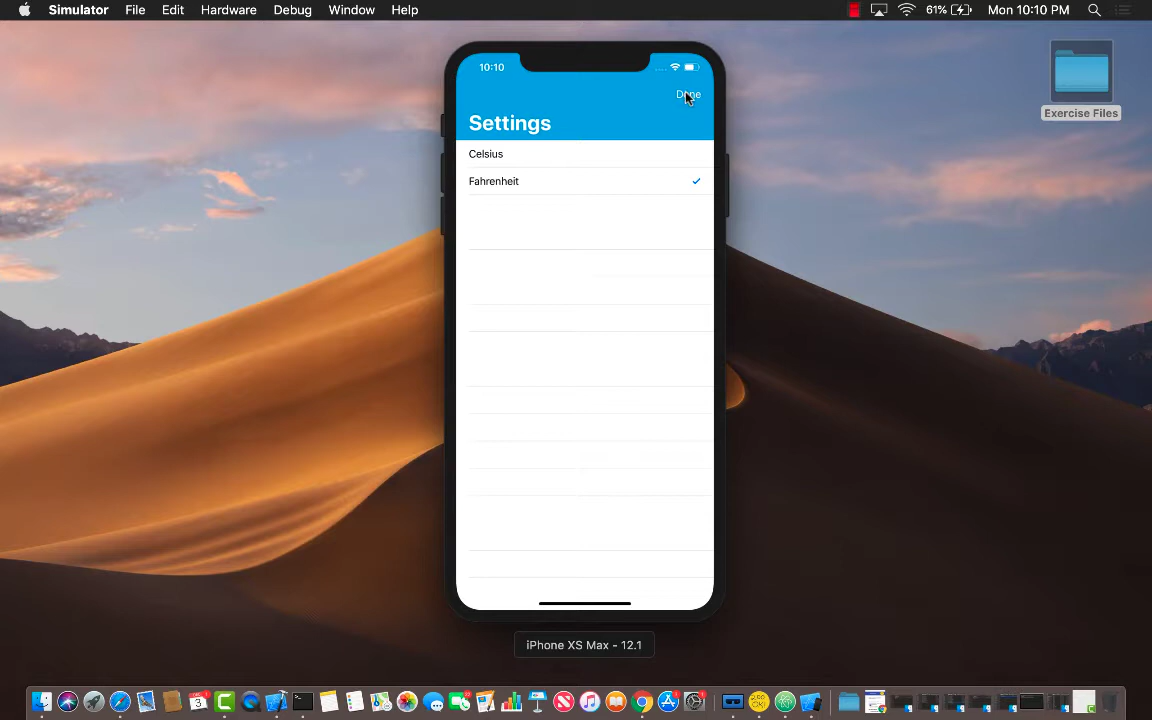 Simulator File Edit Hardware Debug Window Help 61% Mon 10:10 PM
10:10
Done
Exercise Files
Settings
Celsius
Fahrenheit
iPhone XS Max - 12.1